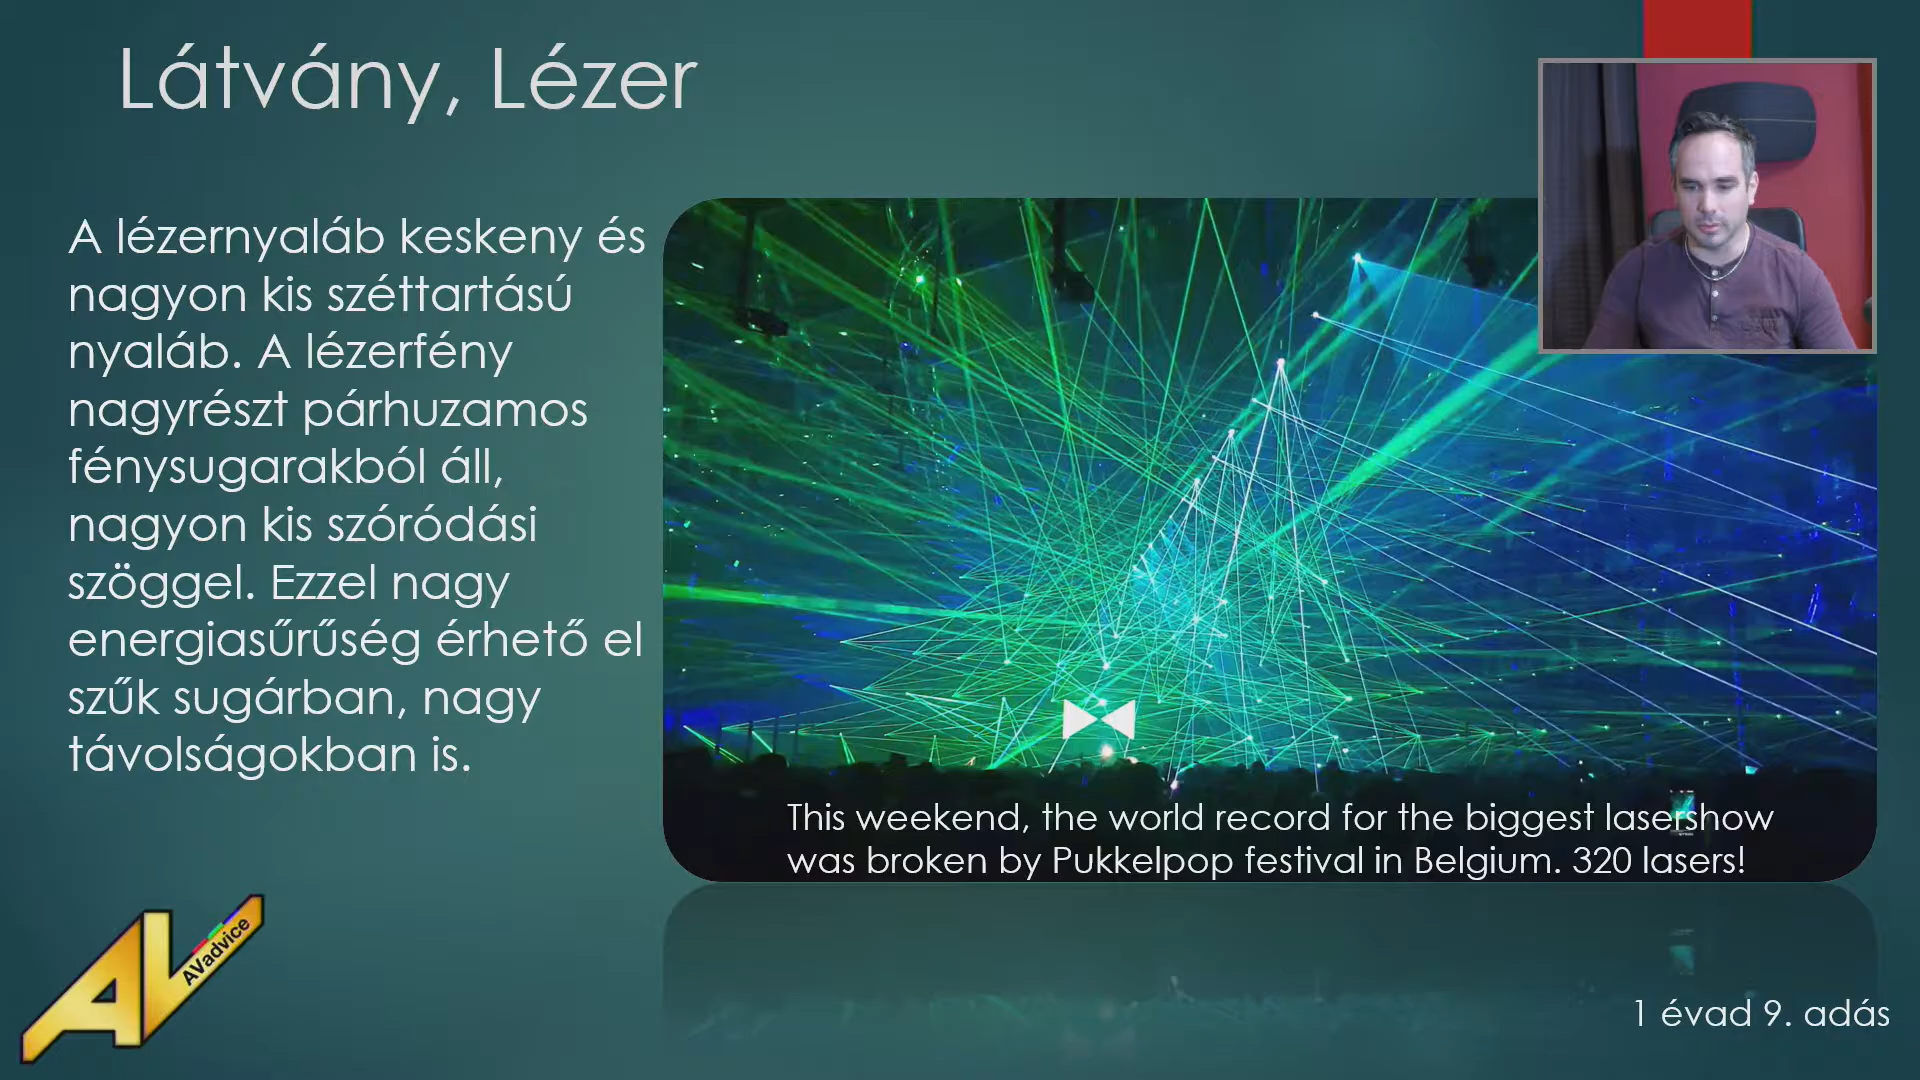 Látvány, Lézer
A lézernyaláb keskeny és
nagyon kis széttartású
nyaláb. A lézerfény
nagyrészt párhuzamos
fénysugarakból áll,
nagyon kis szóródási
szöggel. Ezzel nagy
energiasűrűség érhető el
szűk sugárban, nagy
távolságokban is.
This weekend, the world record for the biggest lasershow
was broken by Pukkelpop festival in Belgium. 320 lasers!
AV
AVadvice
1 évad 9. adás